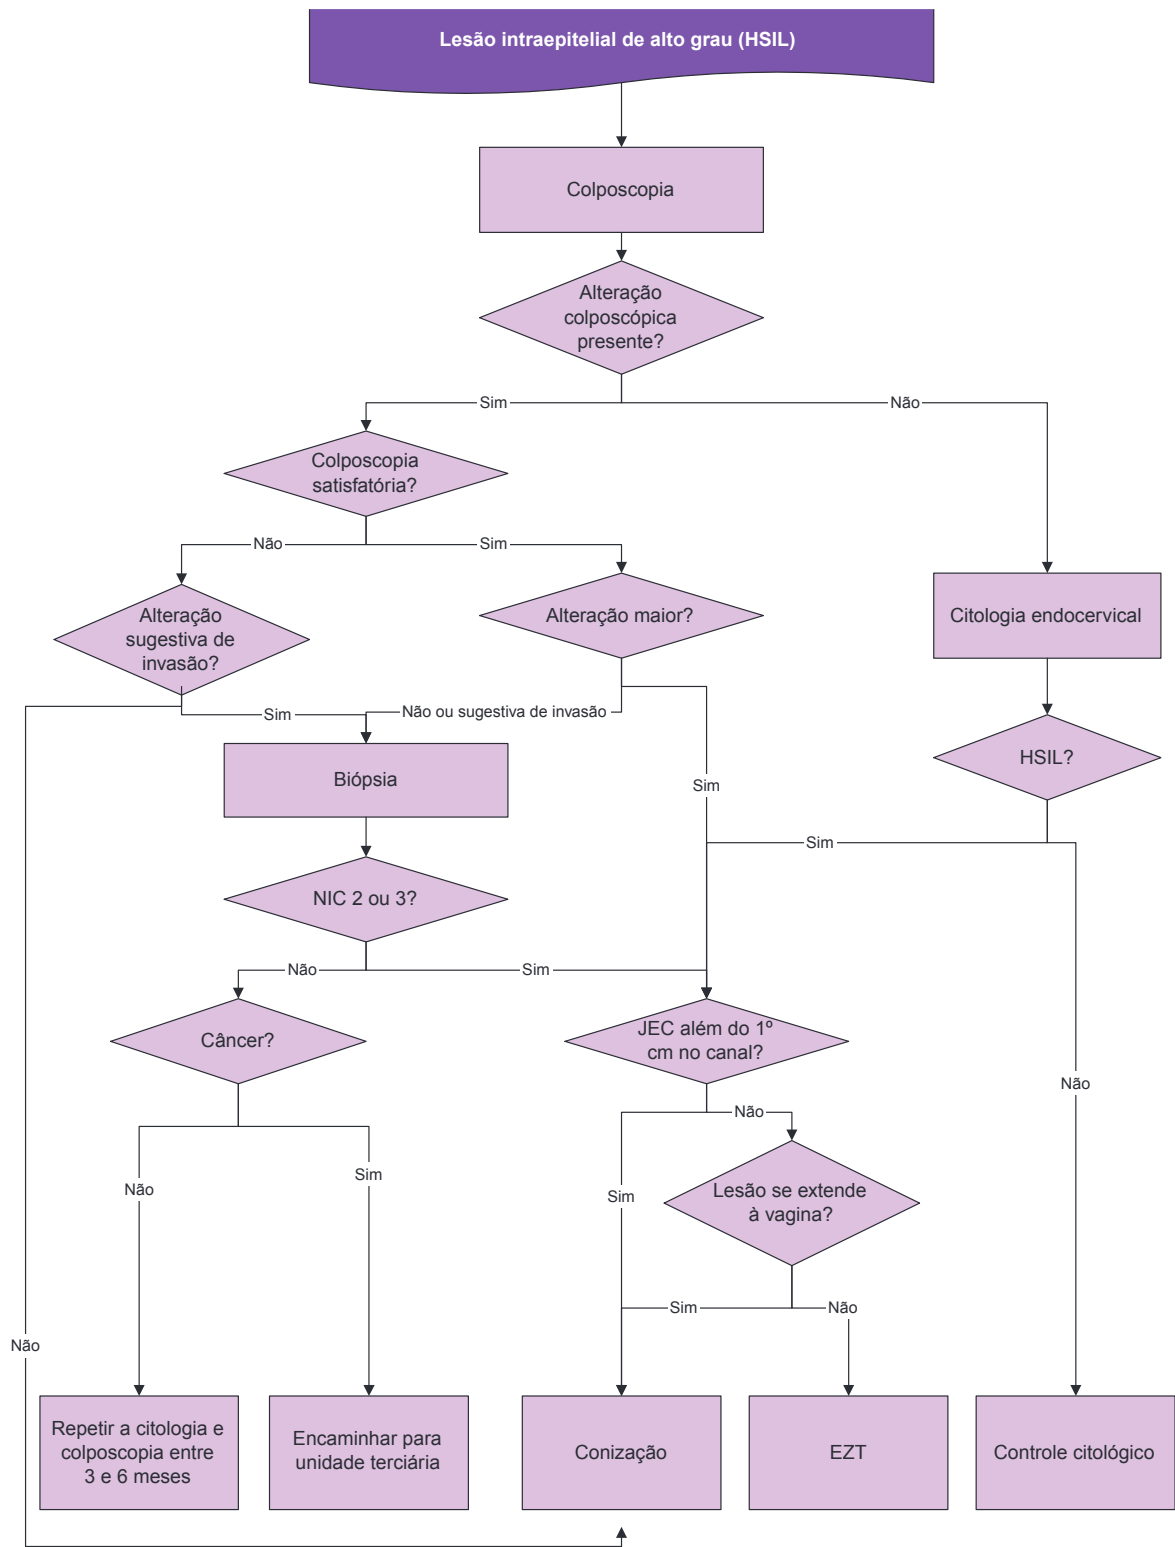 Lesão intraepitelial de alto grau (HSIL)
Colposcopia
Alteração
colposcópica
presente?
Sim
Não
Colposcopia
satisfatória?
Não
Sim
Alteração
sugestiva de
invasão?
Alteração maior?
Citologia endocervical
Sim
Não ou sugestiva de invasão
Biópsia
HSIL?
Sim
Sim
NIC 2 ou 3?
Não
Sim
Câncer?
JEC além do 1º
cm no canal?
Não
Não
Não
Sim
Sim
Lesão se extende
à vagina?
Sim
Não
Não
Repetir a citologia e
colposcopia entre
3 e 6 meses
Encaminhar para
unidade terciária
Conização
EZT
Controle citológico